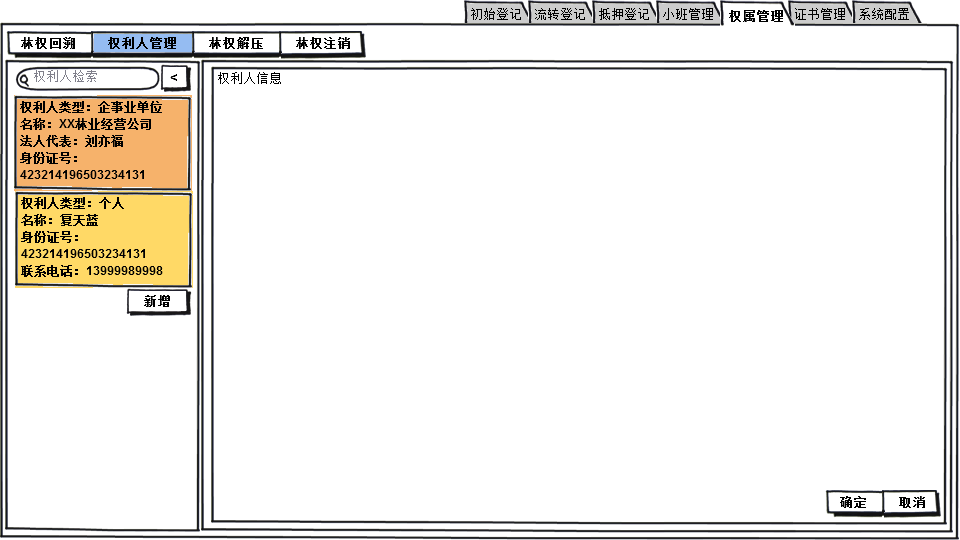 初始登记 流转登记 抵押登记 小班管理 权属管理 证书管理 系统配置
林权回溯 权利人管理 林权解压 林权注销
权利人检索 <
权利人信息
权利人类型：企事业单位
名称：XX林业经营公司
法人代表：刘亦福
身份证号：
423214196503234131
权利人类型：个人
名称：夏天蓝
身份证号：
423214196503234131
联系电话：13999989998
新增
确定 取消